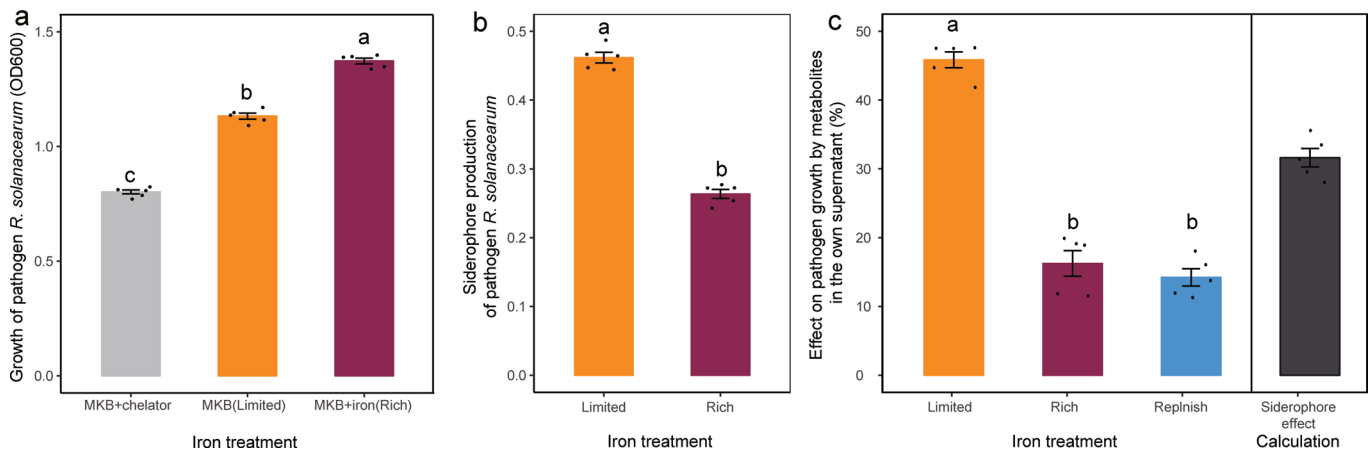 a
Growth of pathogen R. solanacearum (OD600)
1.5
1.0
0.5
0.0
c
b
a
MKB+chelator
MKB(Limited)
MKB+iron(Rich)
Iron treatment
b
Siderophore production
of pathogen R. solanacearum
0.5
0.4
0.3
0.2
0.1
0.0
a
b
Limited
Rich
Iron treatment
c
Effect on pathogen growth by metabolites
in the own supernatant (%)
50
40
30
20
10
0
a
b
b
Limited
Rich
Replnish
Siderophore
effect
Iron treatment
Calculation